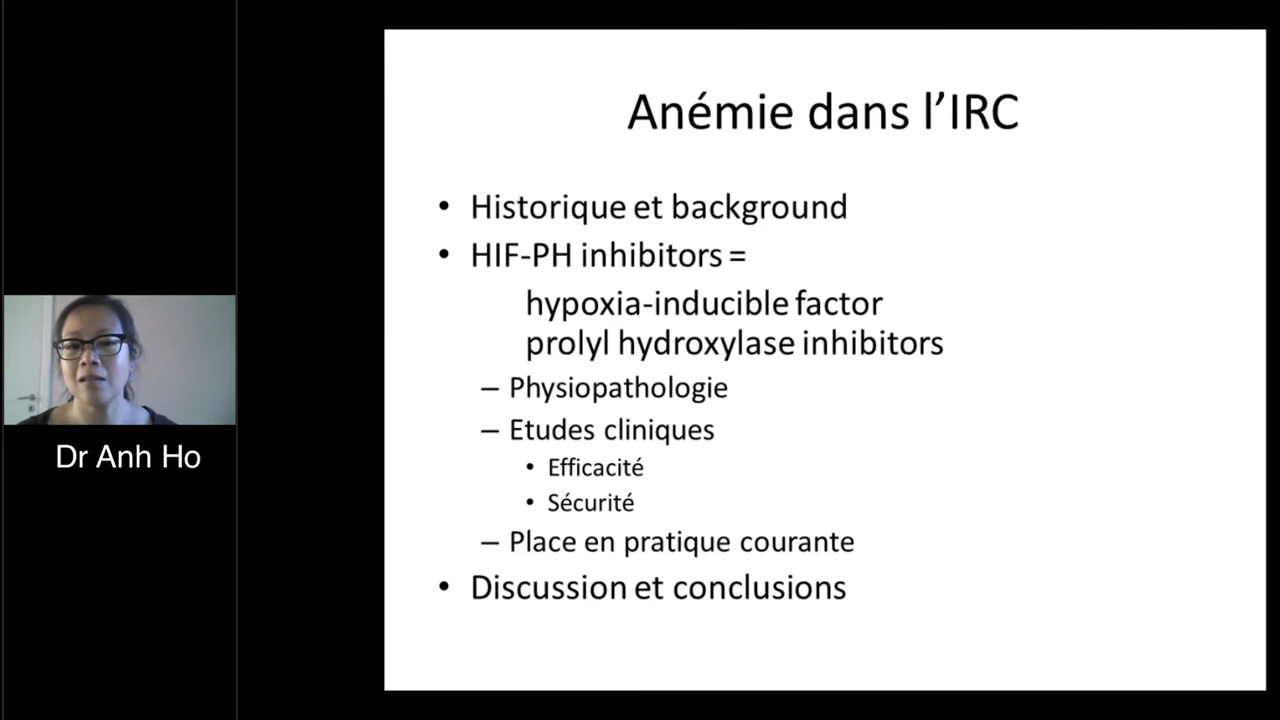 Anémie dans l’IRC
• Historique et background
• HIF-PH inhibitors =
hypoxia-inducible factor
prolyl hydroxylase inhibitors
– Physiopathologie
– Etudes cliniques
• Efficacité
• Sécurité
– Place en pratique courante
• Discussion et conclusions
Dr Anh Ho